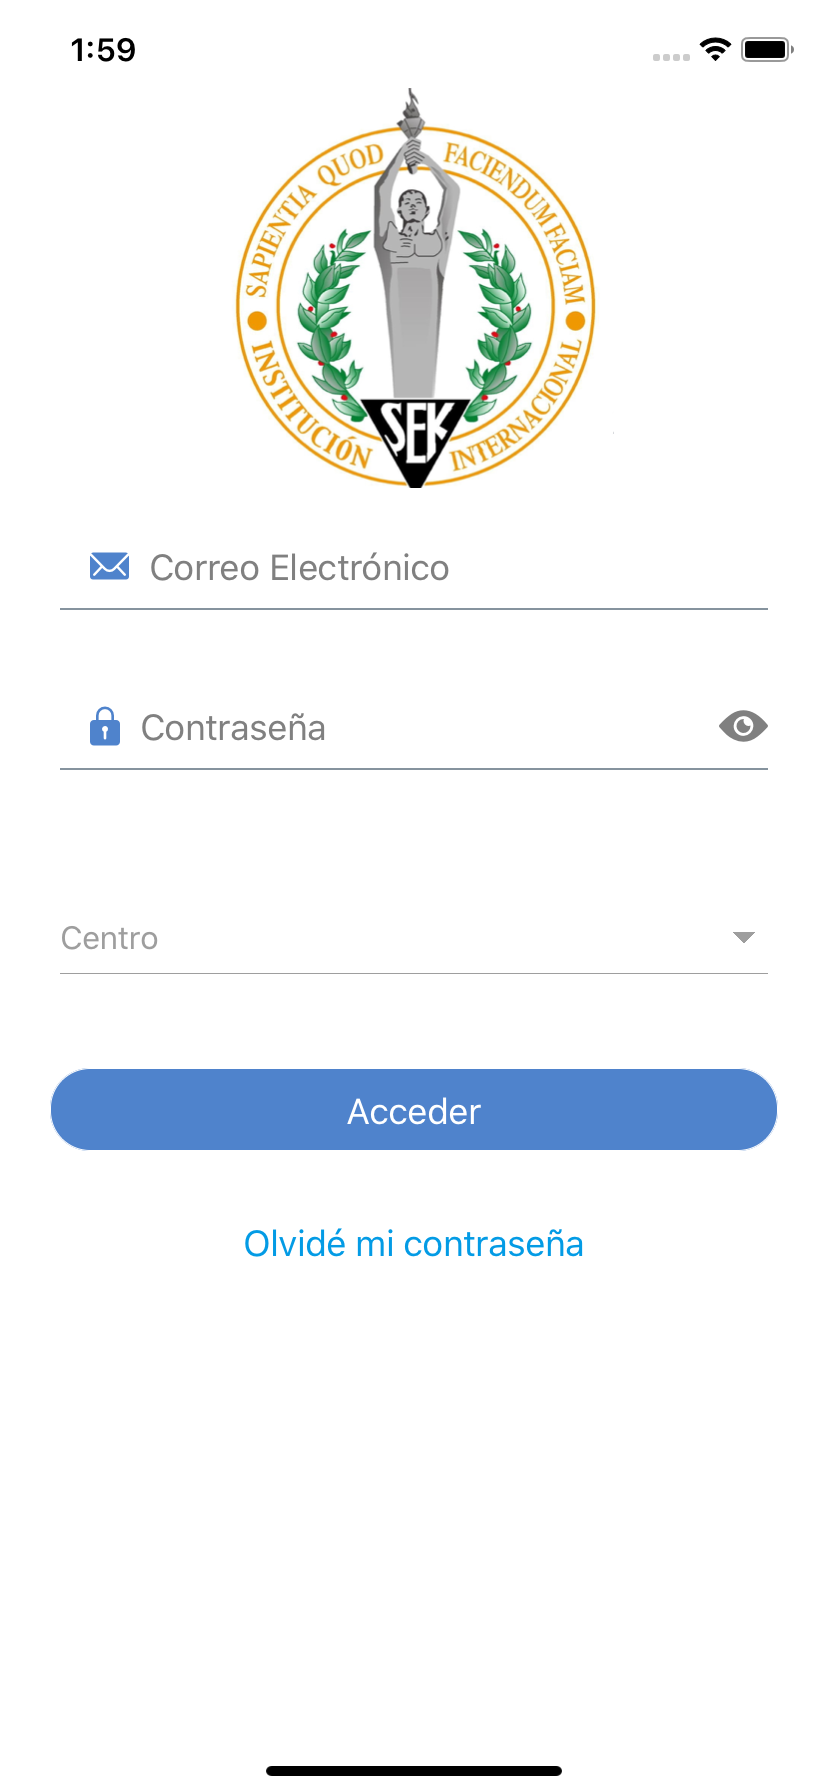 1:59
SAPIENTIA QUOD FACIENDUM FACIAM
INSTITUCIÓN INTERNACIONAL
SEK
Correo Electrónico
Contraseña
Centro
Acceder
Olvidé mi contraseña